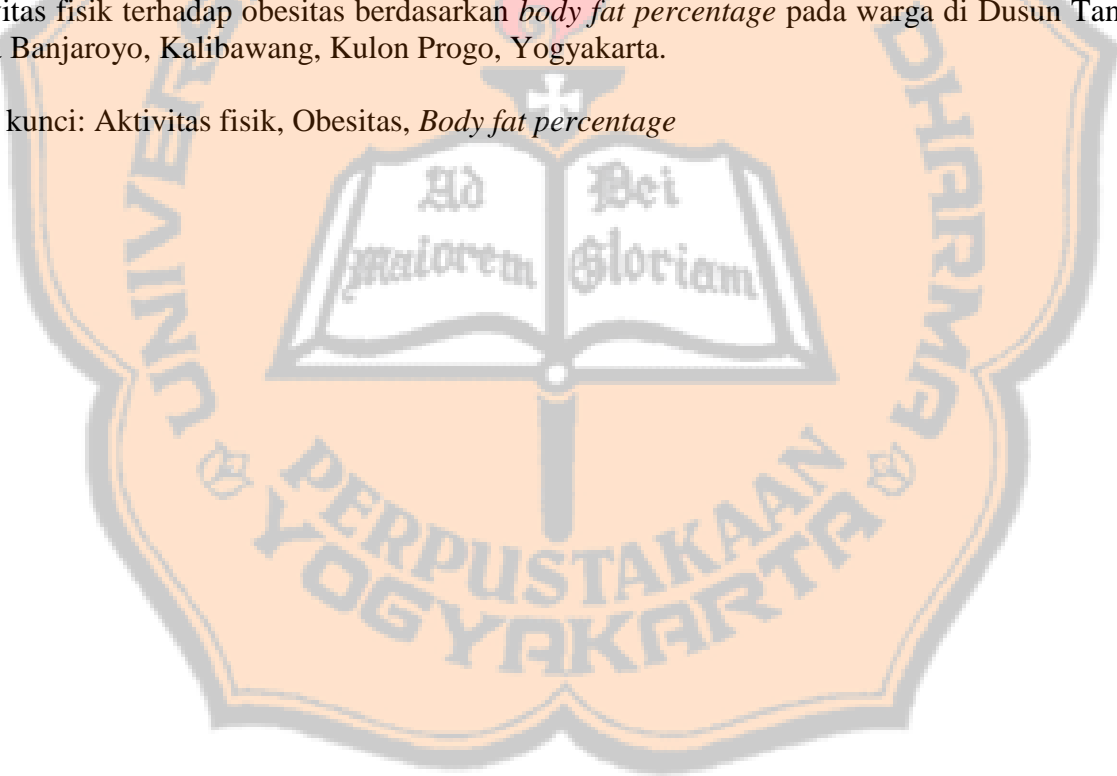 itas fisik terhadap obesitas berdasarkan body fat percentage pada warga di Dusun Tan
Banjaroyo, Kalibawang, Kulon Progo, Yogyakarta.
kunci: Aktivitas fisik, Obesitas, Body fat percentage
Ad Dei
maiorem Gloriam
DHARMA
PERPUSTAKAAN
YOGYAKARTA